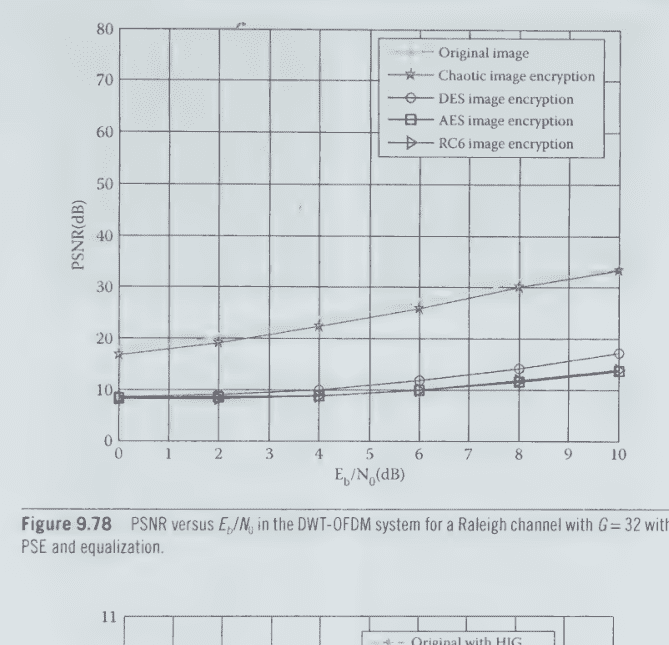 80
Original image
Chaotic image encryption
DES image encryption
AES image encryption
RC6 image encryption
70
60
50
40
30
20
10
0
PSNR(dB)
0 1 2 3 4 5 6 7 8 9 10
E_b/N_0(dB)
Figure 9.78 PSNR versus E_b/N_0 in the DWT-OFDM system for a Raleigh channel with G = 32 with
PSE and equalization.
11
Original with HIG